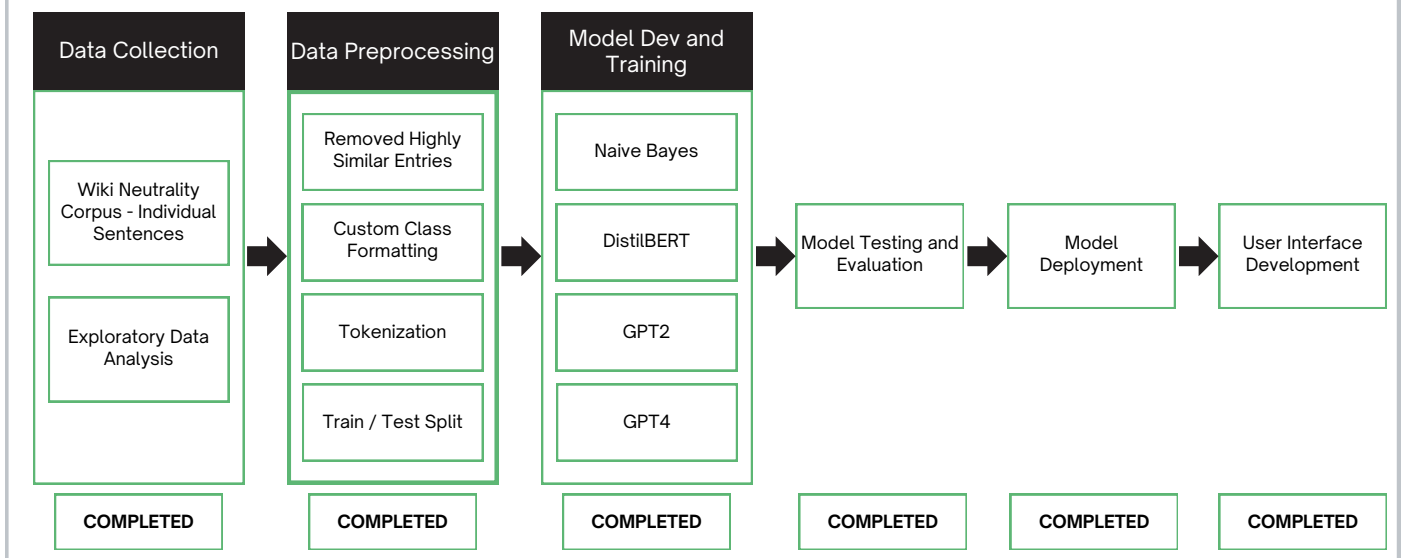 Data Collection
Wiki Neutrality
Corpus - Individual
Sentences
Exploratory Data
Analysis
COMPLETED
Data Preprocessing
Removed Highly
Similar Entries
Custom Class
Formatting
Tokenization
Train / Test Split
COMPLETED
Model Dev and
Training
Naive Bayes
DistilBERT
GPT2
GPT4
COMPLETED
Model Testing and
Evaluation
COMPLETED
Model
Deployment
COMPLETED
User Interface
Development
COMPLETED